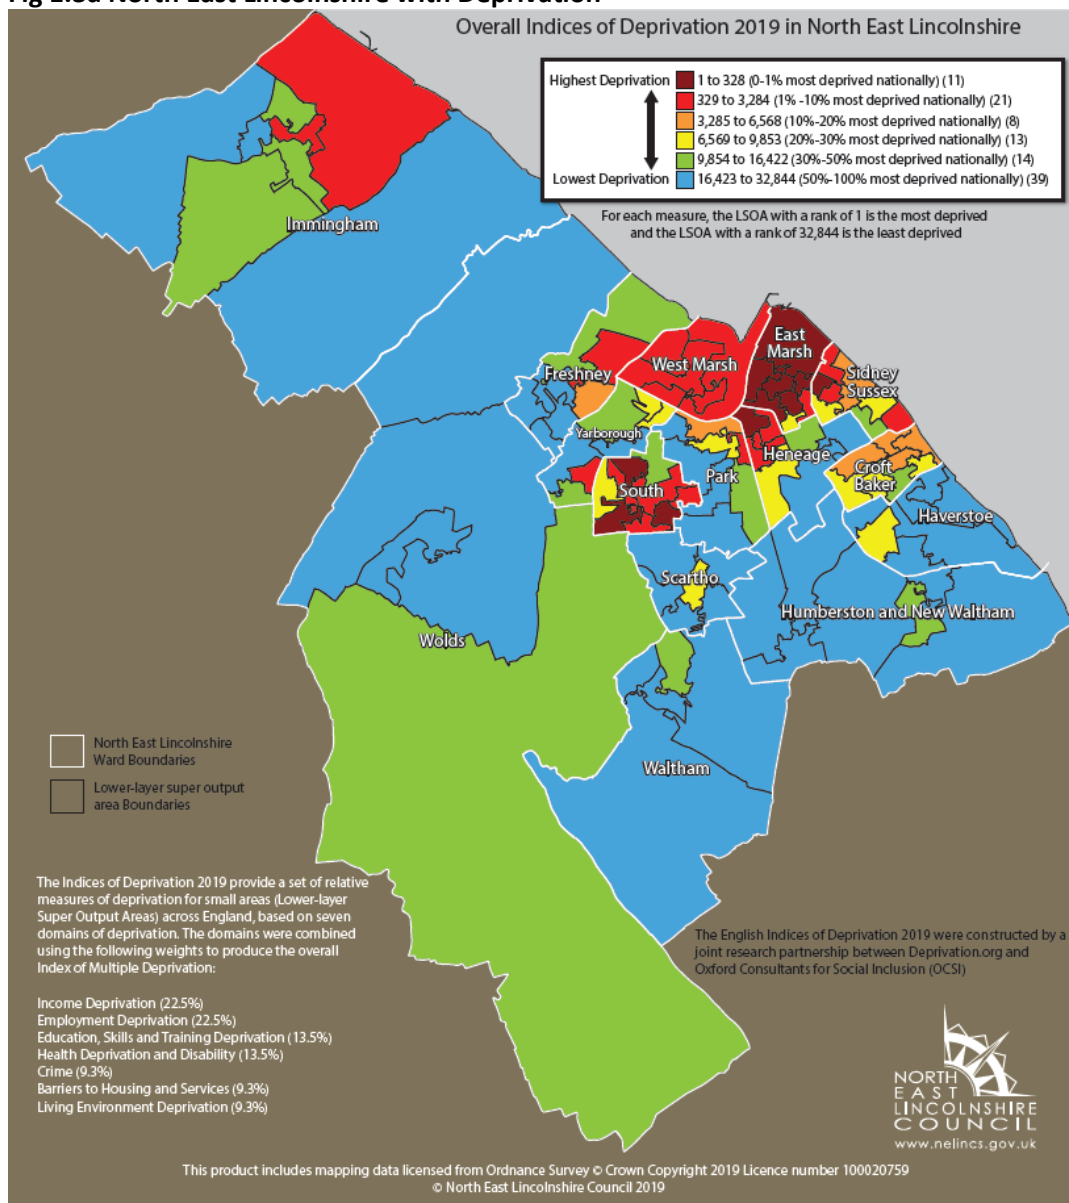 Fig 2.8a North East Lincolnshire with Deprivation
Overall Indices of Deprivation 2019 in North East Lincolnshire
Highest Deprivation
1 to 328 (0-1% most deprived nationally) (11)
329 to 3,284 (1% -10% most deprived nationally) (21)
3,285 to 6,568 (10%-20% most deprived nationally) (8)
6,569 to 9,853 (20%-30% most deprived nationally) (13)
9,854 to 16,422 (30%-50% most deprived nationally) (14)
Lowest Deprivation
16,423 to 32,844 (50%-100% most deprived nationally) (39)
For each measure, the LSOA with a rank of 1 is the most deprived
and the LSOA with a rank of 32,844 is the least deprived
Immingham
East
Marsh
West Marsh
Freshney
Sidney
Sussex
Yarborough
Heneage
Croft
Baker
Park
South
Haverstoe
Scartho
Humberston and New Waltham
Wolds
Waltham
North East Lincolnshire
Ward Boundaries
Lower-layer super output
area Boundaries
The Indices of Deprivation 2019 provide a set of relative
measures of deprivation for small areas (Lower-layer
Super Output Areas) across England, based on seven
domains of deprivation. The domains were combined
using the following weights to produce the overall
Index of Multiple Deprivation:
Income Deprivation (22.5%)
Employment Deprivation (22.5%)
Education, Skills and Training Deprivation (13.5%)
Health Deprivation and Disability (13.5%)
Crime (9.3%)
Barriers to Housing and Services (9.3%)
Living Environment Deprivation (9.3%)
The English Indices of Deprivation 2019 were constructed by a
joint research partnership between Deprivation.org and
Oxford Consultants for Social Inclusion (OCSI)
NORTH
EAST
LINCOLNSHIRE
COUNCIL
www.nelincs.gov.uk
This product includes mapping data licensed from Ordnance Survey © Crown Copyright 2019 Licence number 100020759
© North East Lincolnshire Council 2019